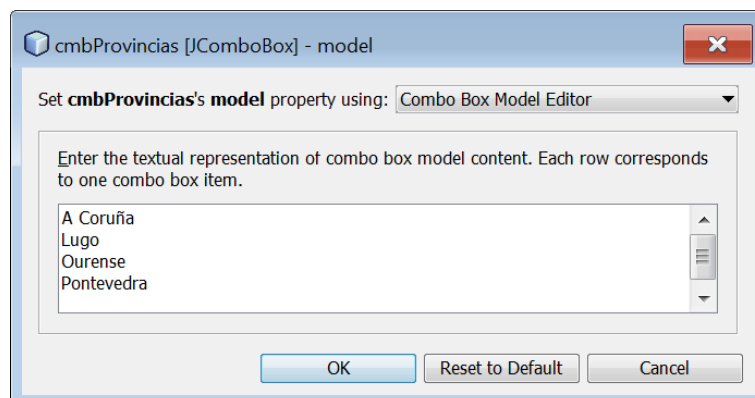 cmbProvincias [JComboBox] - model
Set cmbProvincias's model property using: Combo Box Model Editor
Enter the textual representation of combo box model content. Each row corresponds
to one combo box item.
A Coruña
Lugo
Ourense
Pontevedra
OK Reset to Default Cancel